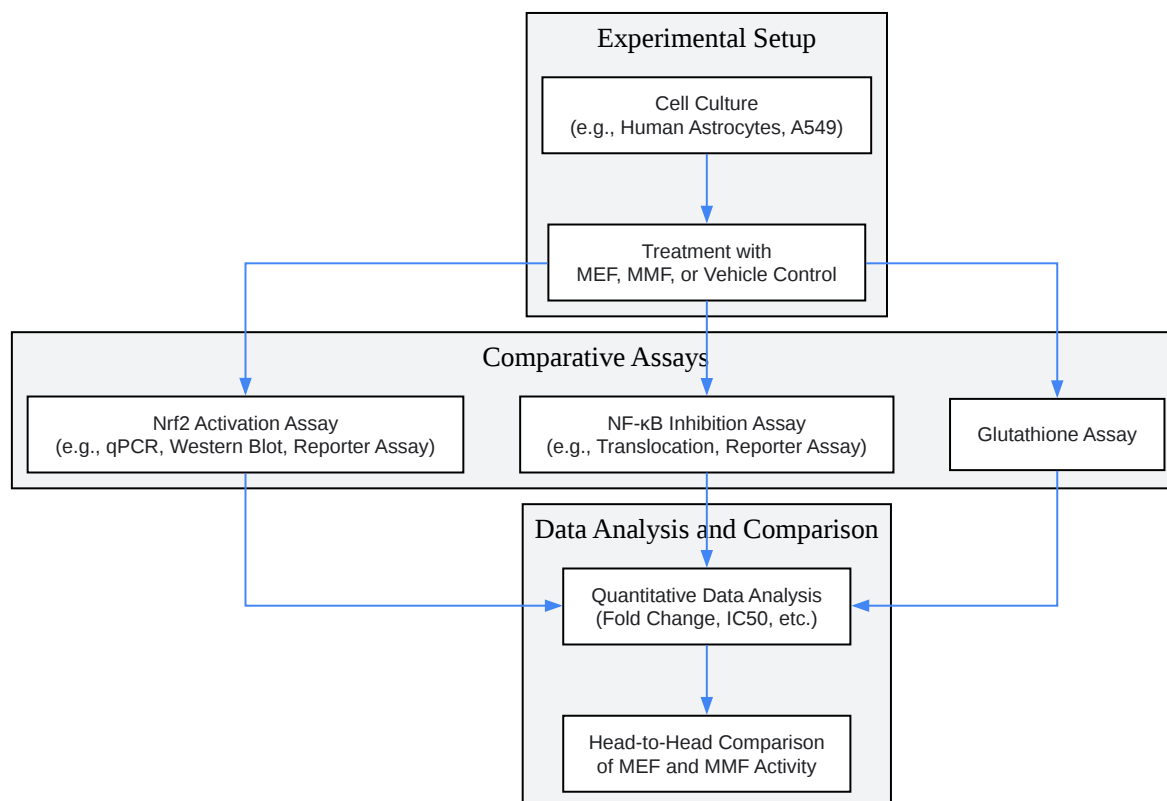 Experimental Setup
Cell Culture
(e.g., Human Astrocytes, A549)
Treatment with
MEF, MMF, or Vehicle Control
Comparative Assays
Nrf2 Activation Assay
(e.g., qPCR, Western Blot, Reporter Assay)
NF-κB Inhibition Assay
(e.g., Translocation, Reporter Assay)
Glutathione Assay
Data Analysis and Comparison
Quantitative Data Analysis
(Fold Change, IC50, etc.)
Head-to-Head Comparison
of MEF and MMF Activity